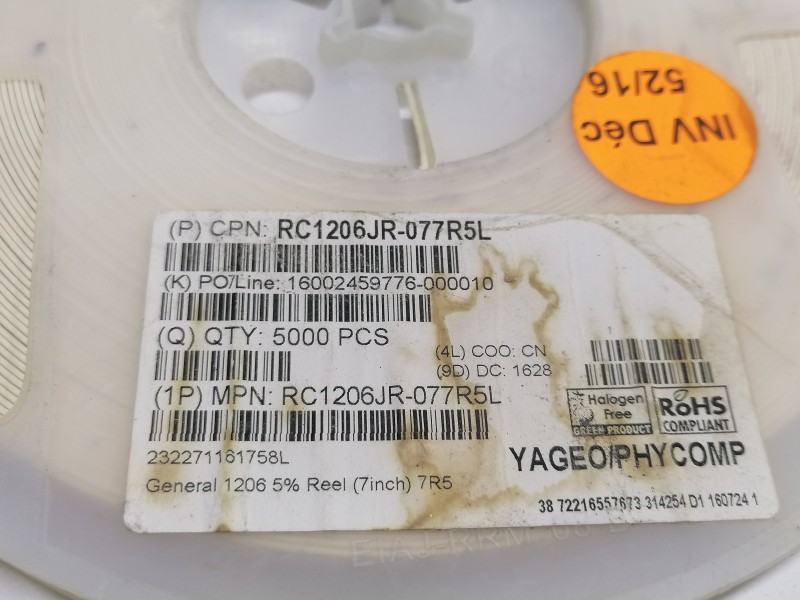 INV Déc
52/16
(P) CPN: RC1206JR-077R5L
(K) PO/Line: 16002459776-000010
(Q) QTY: 5000 PCS
(4L) COO: CN
(9D) DC: 1628
(1P) MPN: RC1206JR-077R5L
Halogen
Free
GREEN PRODUCT
RoHS
COMPLIANT
232271161758L
YAGEO/PHYCOMP
General 1206 5% Reel (7inch) 7R5
38 72216557673 314254 D1 160724 1